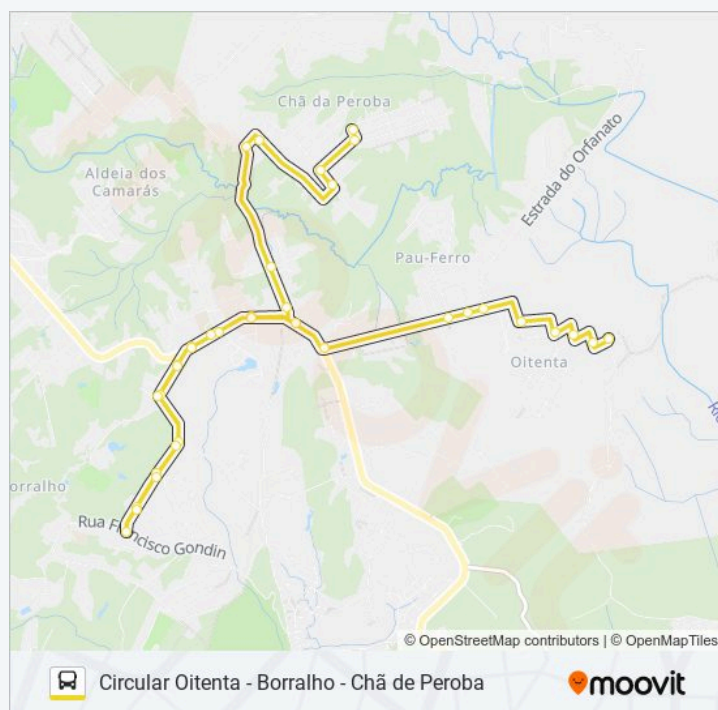 Chã da Peroba
Estrada do Orfanato
Aldeia dos
Camarás
Pau-Ferro
Oitenta
orralho
Rua Francisco Gondin
© OpenStreetMap contributors | © OpenMapTiles
Circular Oitenta - Borralho - Chã de Peroba
moovit